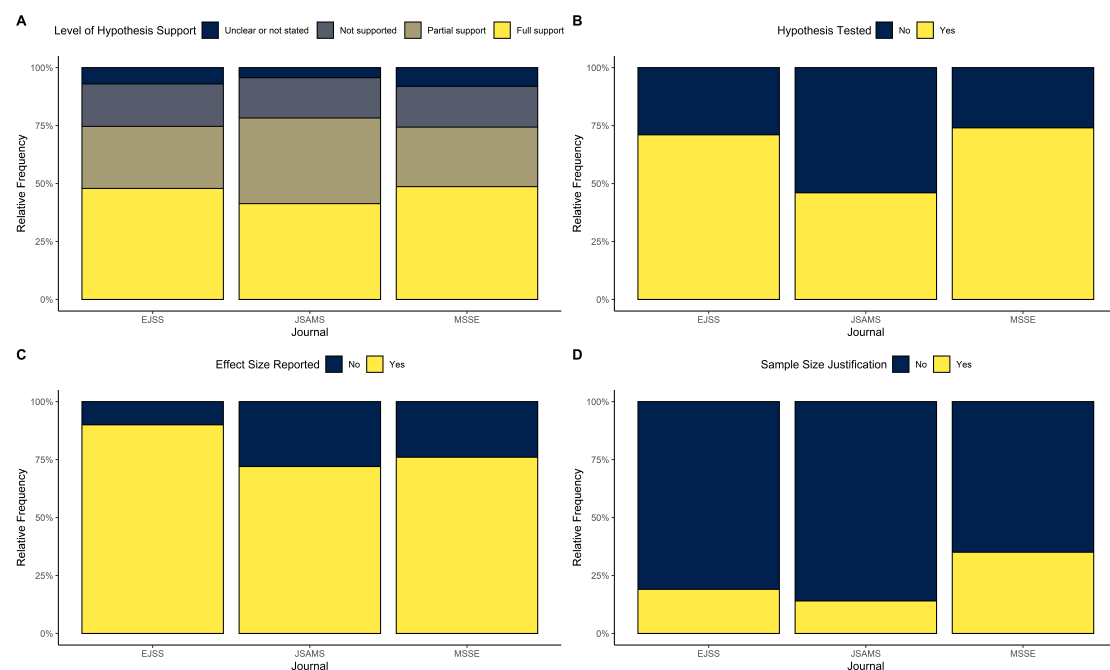 A
Level of Hypothesis Support Unclear or not stated Not supported Partial support Full support
100%
75%
50%
25%
0%
Relative Frequency
EJSS JSAMS MSSE
Journal
B
Hypothesis Tested No Yes
100%
75%
50%
25%
0%
Relative Frequency
EJSS JSAMS MSSE
Journal
C
Effect Size Reported No Yes
100%
75%
50%
25%
0%
Relative Frequency
EJSS JSAMS MSSE
Journal
D
Sample Size Justification No Yes
100%
75%
50%
25%
0%
Relative Frequency
EJSS JSAMS MSSE
Journal